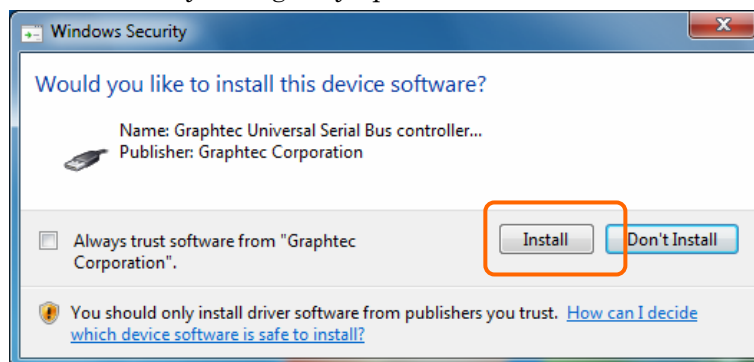 Windows Security
Would you like to install this device software?
Name: Graphtec Universal Serial Bus controller...
Publisher: Graphtec Corporation
Always trust software from "Graphtec
Corporation".
Install
Don't Install
You should only install driver software from publishers you trust. How can I decide
which device software is safe to install?